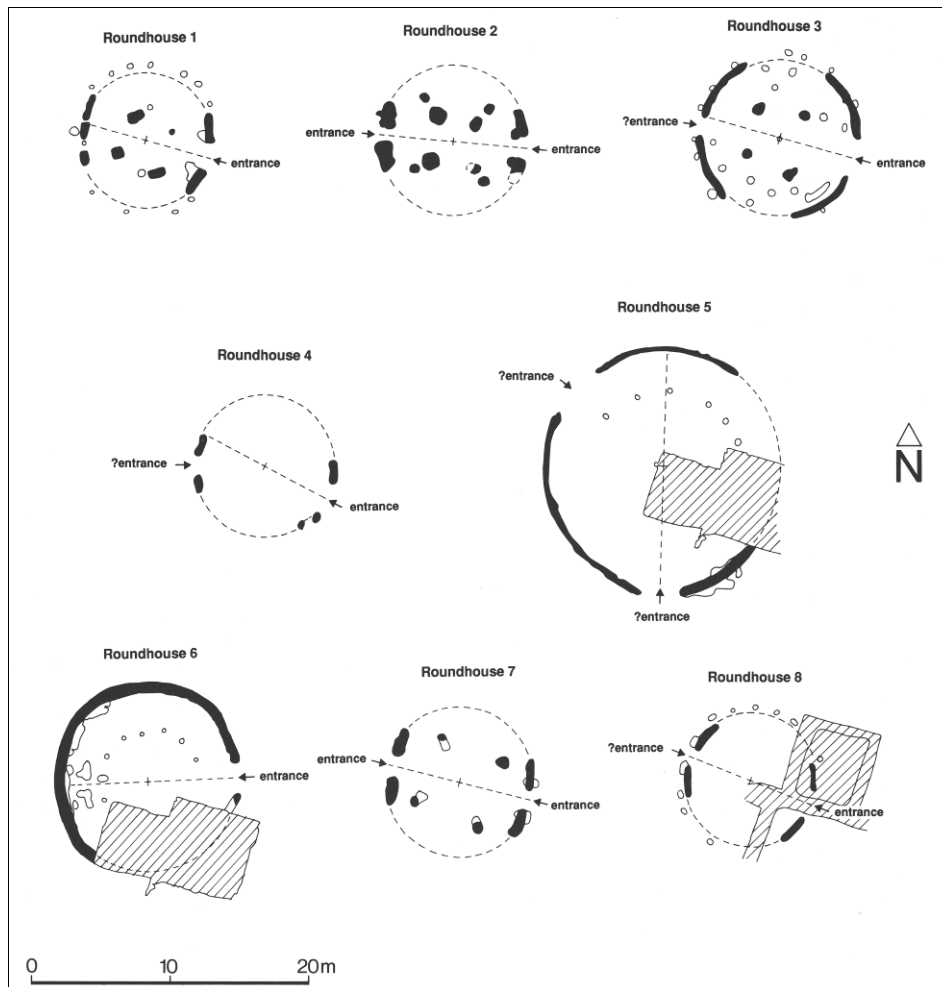 Roundhouse 1
Roundhouse 2
Roundhouse 3
entrance
entrance
entrance
?entrance
entrance
Roundhouse 4
?entrance
entrance
Roundhouse 5
?entrance
?entrance
N
Roundhouse 6
entrance
Roundhouse 7
entrance
entrance
Roundhouse 8
?entrance
entrance
0 10 20m